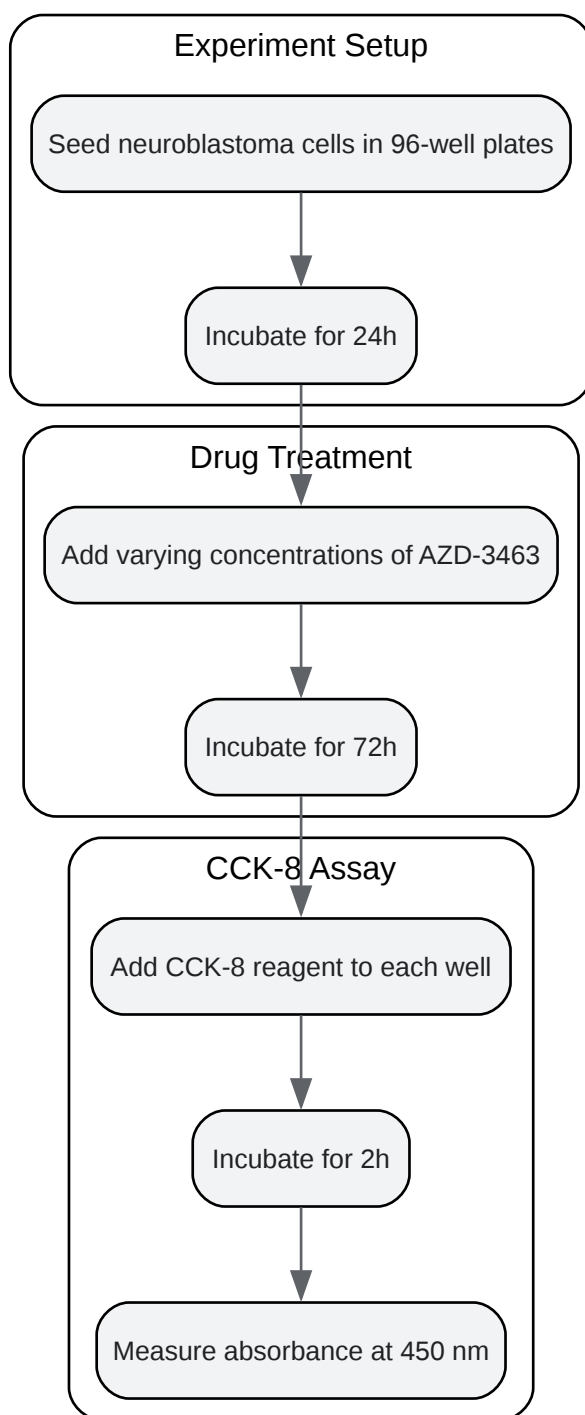 Experiment Setup
Seed neuroblastoma cells in 96-well plates
Incubate for 24h
Drug Treatment
Add varying concentrations of AZD-3463
Incubate for 72h
CCK-8 Assay
Add CCK-8 reagent to each well
Incubate for 2h
Measure absorbance at 450 nm